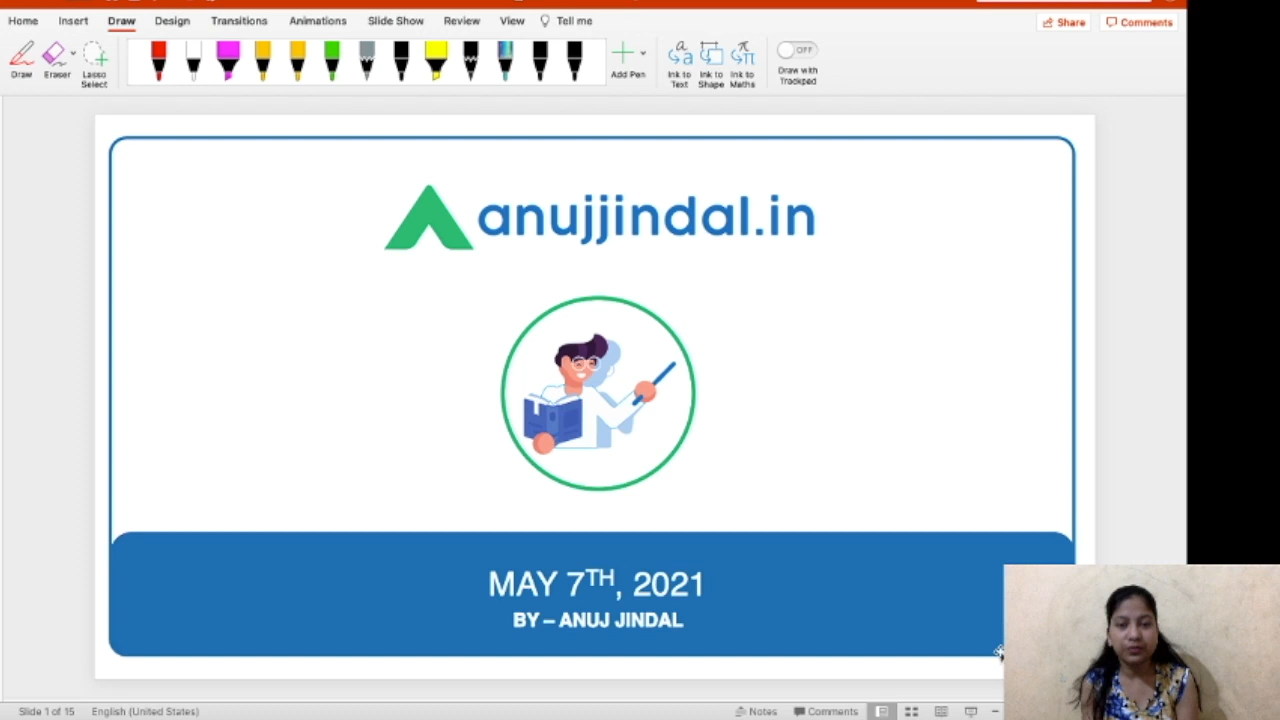 Home Insert Draw Design Transitions Animations Slide Show Review View Tell me Share Comments
OFF
Draw Eraser Lasso Select Add Pen Ink to Text Ink to Shape Ink to Maths Draw with Trackpad
anujjindal.in
MAY 7TH, 2021
BY – ANUJ JINDAL
Slide 1 of 15 English (United States) Notes Comments